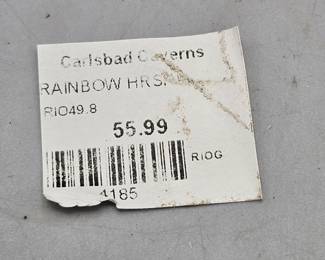 Carlsbad Caverns
RAINBOW HRS
RIO49.8
55.99
RIOG
4185